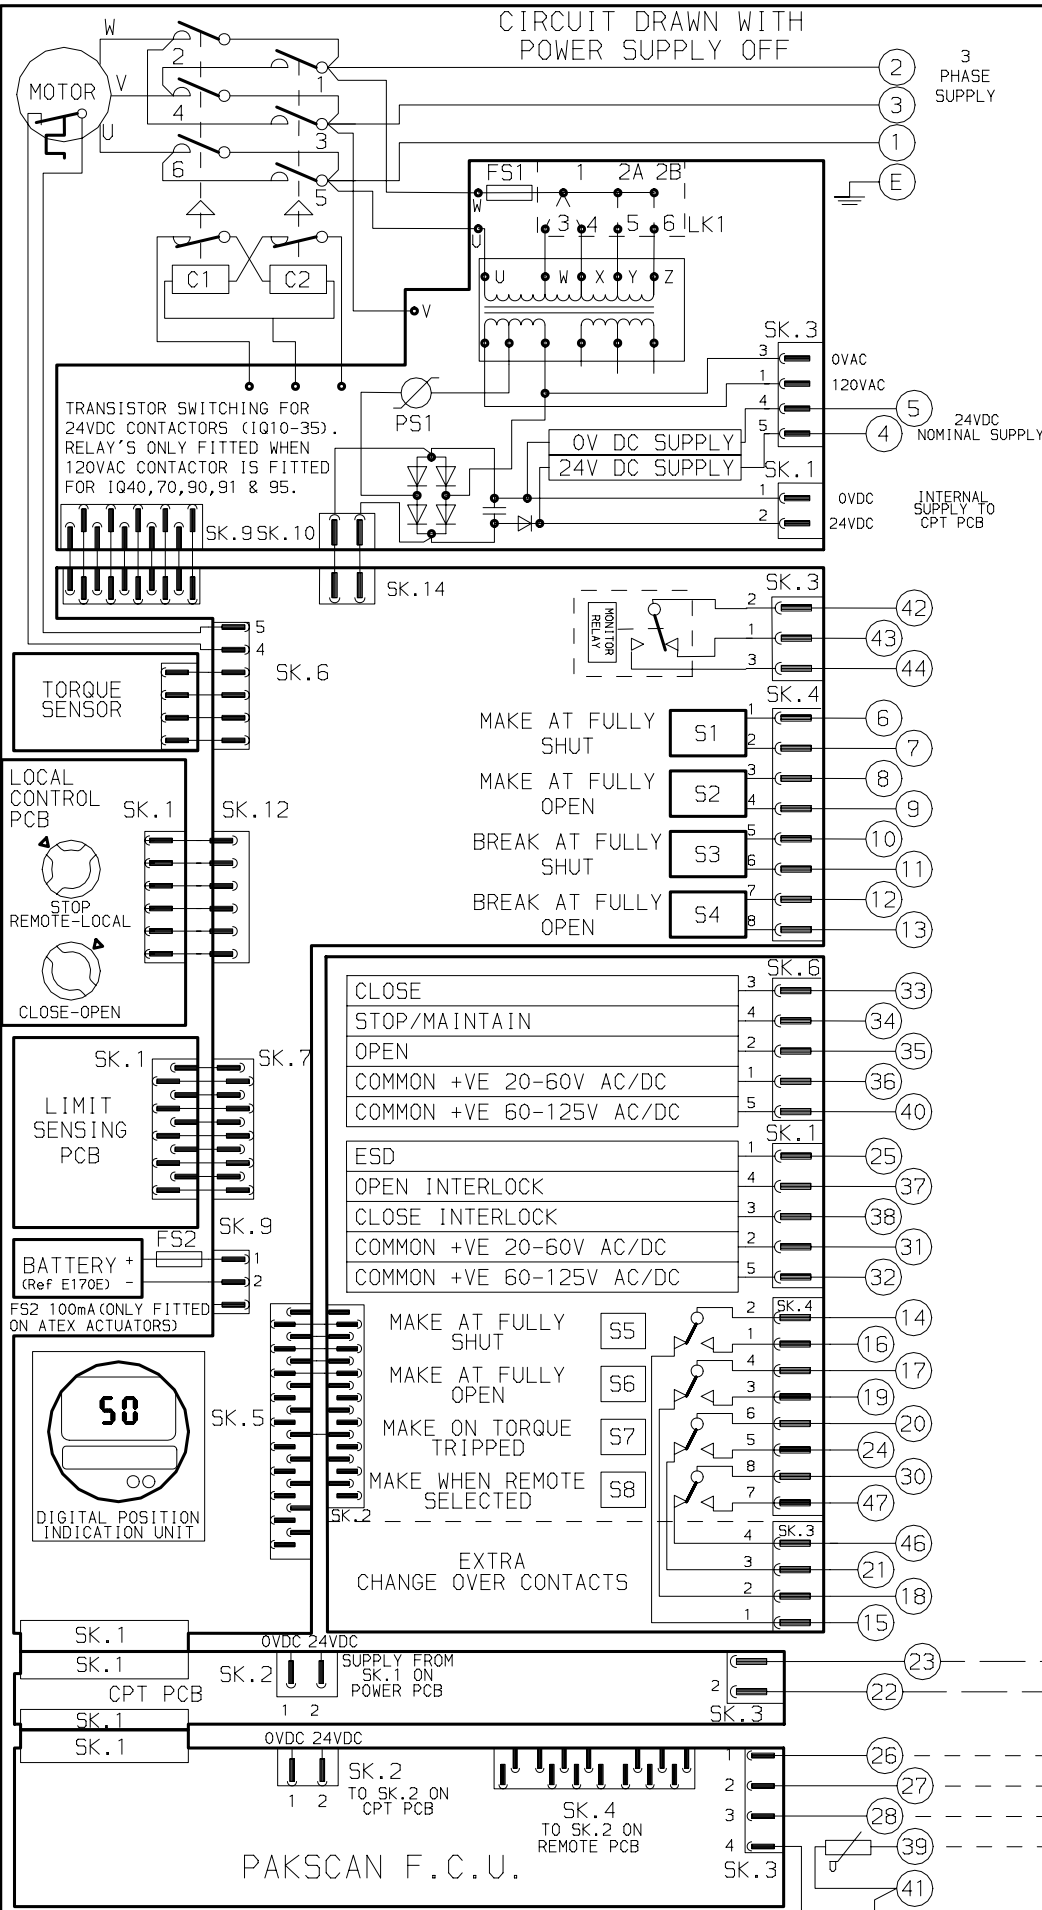 CIRCUIT DRAWN WITH
POWER SUPPLY OFF
W
V
U
MOTOR
2
4
6
1
3
5
2
3
1
E
3
PHASE
SUPPLY
FS1
1 2A 2B
3 4 5 6 LK1
W
U
V
U W X Y Z
C1
C2
PS1
TRANSISTOR SWITCHING FOR
24VDC CONTACTORS (IQ10-35).
RELAY'S ONLY FITTED WHEN
120VAC CONTACTOR IS FITTED
FOR IQ40,70,90,91 & 95.
SK.3
3 0VAC
1 120VAC
4 5
5 4
24VDC
NOMINAL SUPPLY
0V DC SUPPLY
24V DC SUPPLY
SK.1
1 0VDC
2 24VDC
INTERNAL
SUPPLY TO
CPT PCB
SK.9 SK.10
SK.14
MONITOR
RELAY
SK.3
2 42
1 43
3 44
5
4
SK.6
TORQUE
SENSOR
SK.4
MAKE AT FULLY
SHUT
S1
1 6
2 7
MAKE AT FULLY
OPEN
S2
3 8
4 9
BREAK AT FULLY
SHUT
S3
5 10
6 11
BREAK AT FULLY
OPEN
S4
7 12
8 13
LOCAL
CONTROL
PCB
SK.1 SK.12
STOP
REMOTE-LOCAL
CLOSE-OPEN
SK.6
CLOSE 3 33
STOP/MAINTAIN 4 34
OPEN 2 35
COMMON +VE 20-60V AC/DC 1 36
COMMON +VE 60-125V AC/DC 5 40
SK.1
ESD 1 25
OPEN INTERLOCK 4 37
CLOSE INTERLOCK 3 38
COMMON +VE 20-60V AC/DC 2 31
COMMON +VE 60-125V AC/DC 5 32
SK.1
SK.7
LIMIT
SENSING
PCB
SK.9
FS2
BATTERY +
(Ref E170E) -
1
2
FS2 100mA(ONLY FITTED
ON ATEX ACTUATORS)
50
DIGITAL POSITION
INDICATION UNIT
SK.5
SK.2
SK.4
MAKE AT FULLY
SHUT
S5
2 14
1 16
MAKE AT FULLY
OPEN
S6
4 17
3 19
MAKE ON TORQUE
TRIPPED
S7
6 20
5 24
MAKE WHEN REMOTE
SELECTED
S8
8 30
7 47
SK.3
EXTRA
CHANGE OVER CONTACTS
4 46
3 21
2 18
1 15
SK.1
SK.1
CPT PCB
SK.1
SK.1
0VDC 24VDC
SK.2
1 2
SUPPLY FROM
SK.1 ON
POWER PCB
23
2 22
SK.3
0VDC 24VDC
1 2
SK.2
TO SK.2 ON
CPT PCB
SK.4
TO SK.2 ON
REMOTE PCB
1 26
2 27
3 28
4 39
SK.3
U
41
PAKSCAN F.C.U.